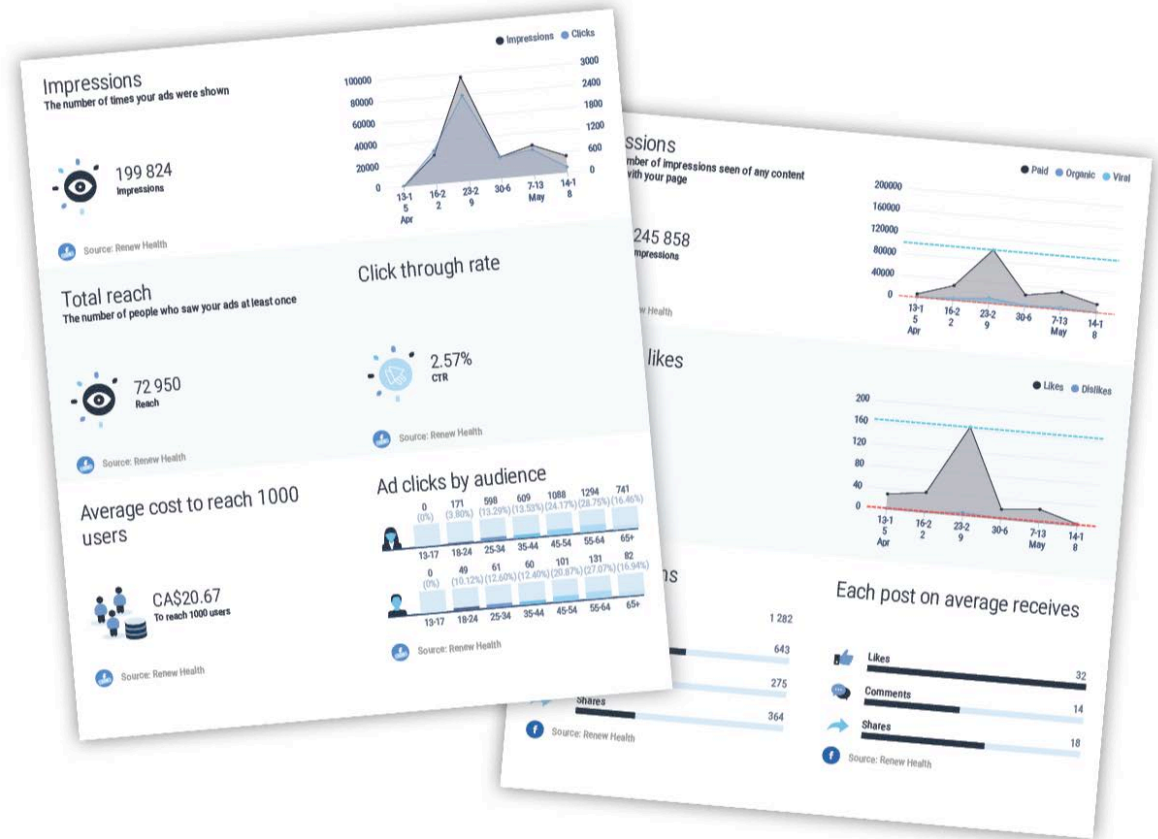 Impressions
The number of times your ads were shown
199 824
Impressions
Source: Renew Health
Impressions Clicks
100000
80000
60000
40000
20000
0
3000
2400
1800
1200
600
0
13-1 16-2 23-2 30-6 7-13 14-1
5 2 9 May 8
Apr
Total reach
The number of people who saw your ads at least once
72 950
Reach
Source: Renew Health
Click through rate
2.57%
CTR
Source: Renew Health
Average cost to reach 1000
users
CA$20.67
To reach 1000 users
Source: Renew Health
Ad clicks by audience
0 171 598 609 1088 1294 741
(0%) (3.80%) (13.29%) (13.53%) (24.17%) (28.75%) (16.46%)
13-17 18-24 25-34 35-44 45-54 55-64 65+
0 49 61 60 101 131 82
(0%) (10.12%) (12.60%) (12.40%) (20.87%) (27.07%) (16.94%)
13-17 18-24 25-34 35-44 45-54 55-64 65+
Source: Renew Health
ssions
mber of impressions seen of any content
with your page
245 858
mpressions
w Health
Paid Organic Viral
200000
160000
120000
80000
40000
0
13-1 16-2 23-2 30-6 7-13 14-1
5 2 9 May 8
Apr
likes
Likes Dislikes
200
160
120
80
40
0
13-1 16-2 23-2 30-6 7-13 14-1
5 2 9 May 8
Apr
ns
1 282
643
275
Shares 364
Source: Renew Health
Each post on average receives
Likes 32
Comments 14
Shares 18
Source: Renew Health